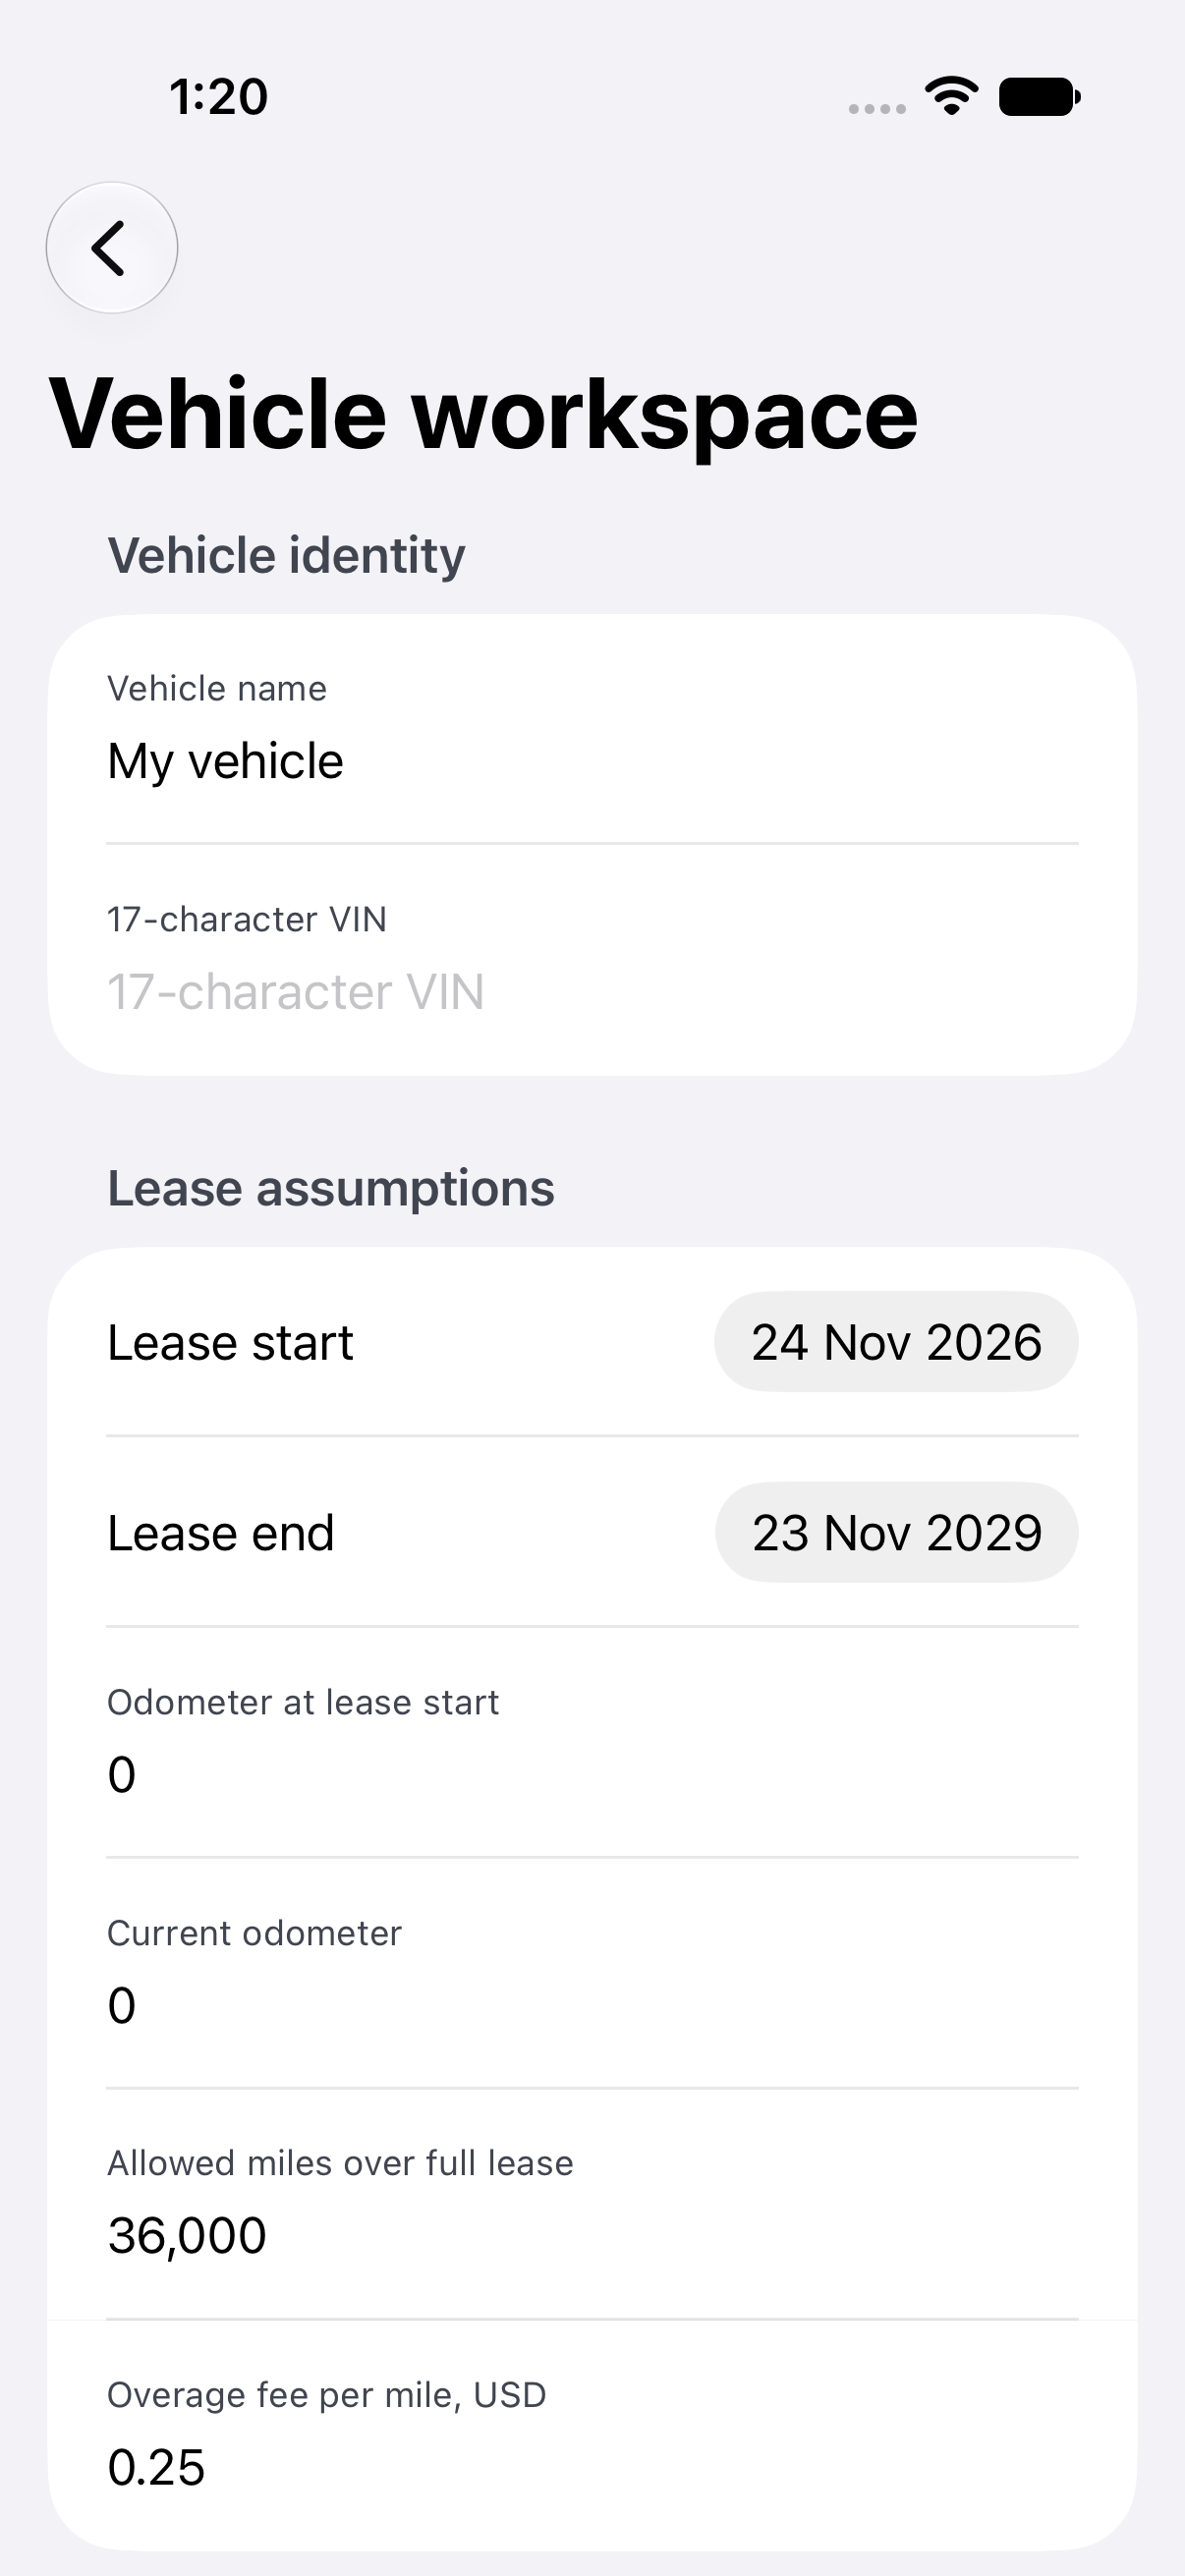 1:20
Vehicle workspace
Vehicle identity
Vehicle name
My vehicle
17-character VIN
17-character VIN
Lease assumptions
Lease start
24 Nov 2026
Lease end
23 Nov 2029
Odometer at lease start
0
Current odometer
0
Allowed miles over full lease
36,000
Overage fee per mile, USD
0.25